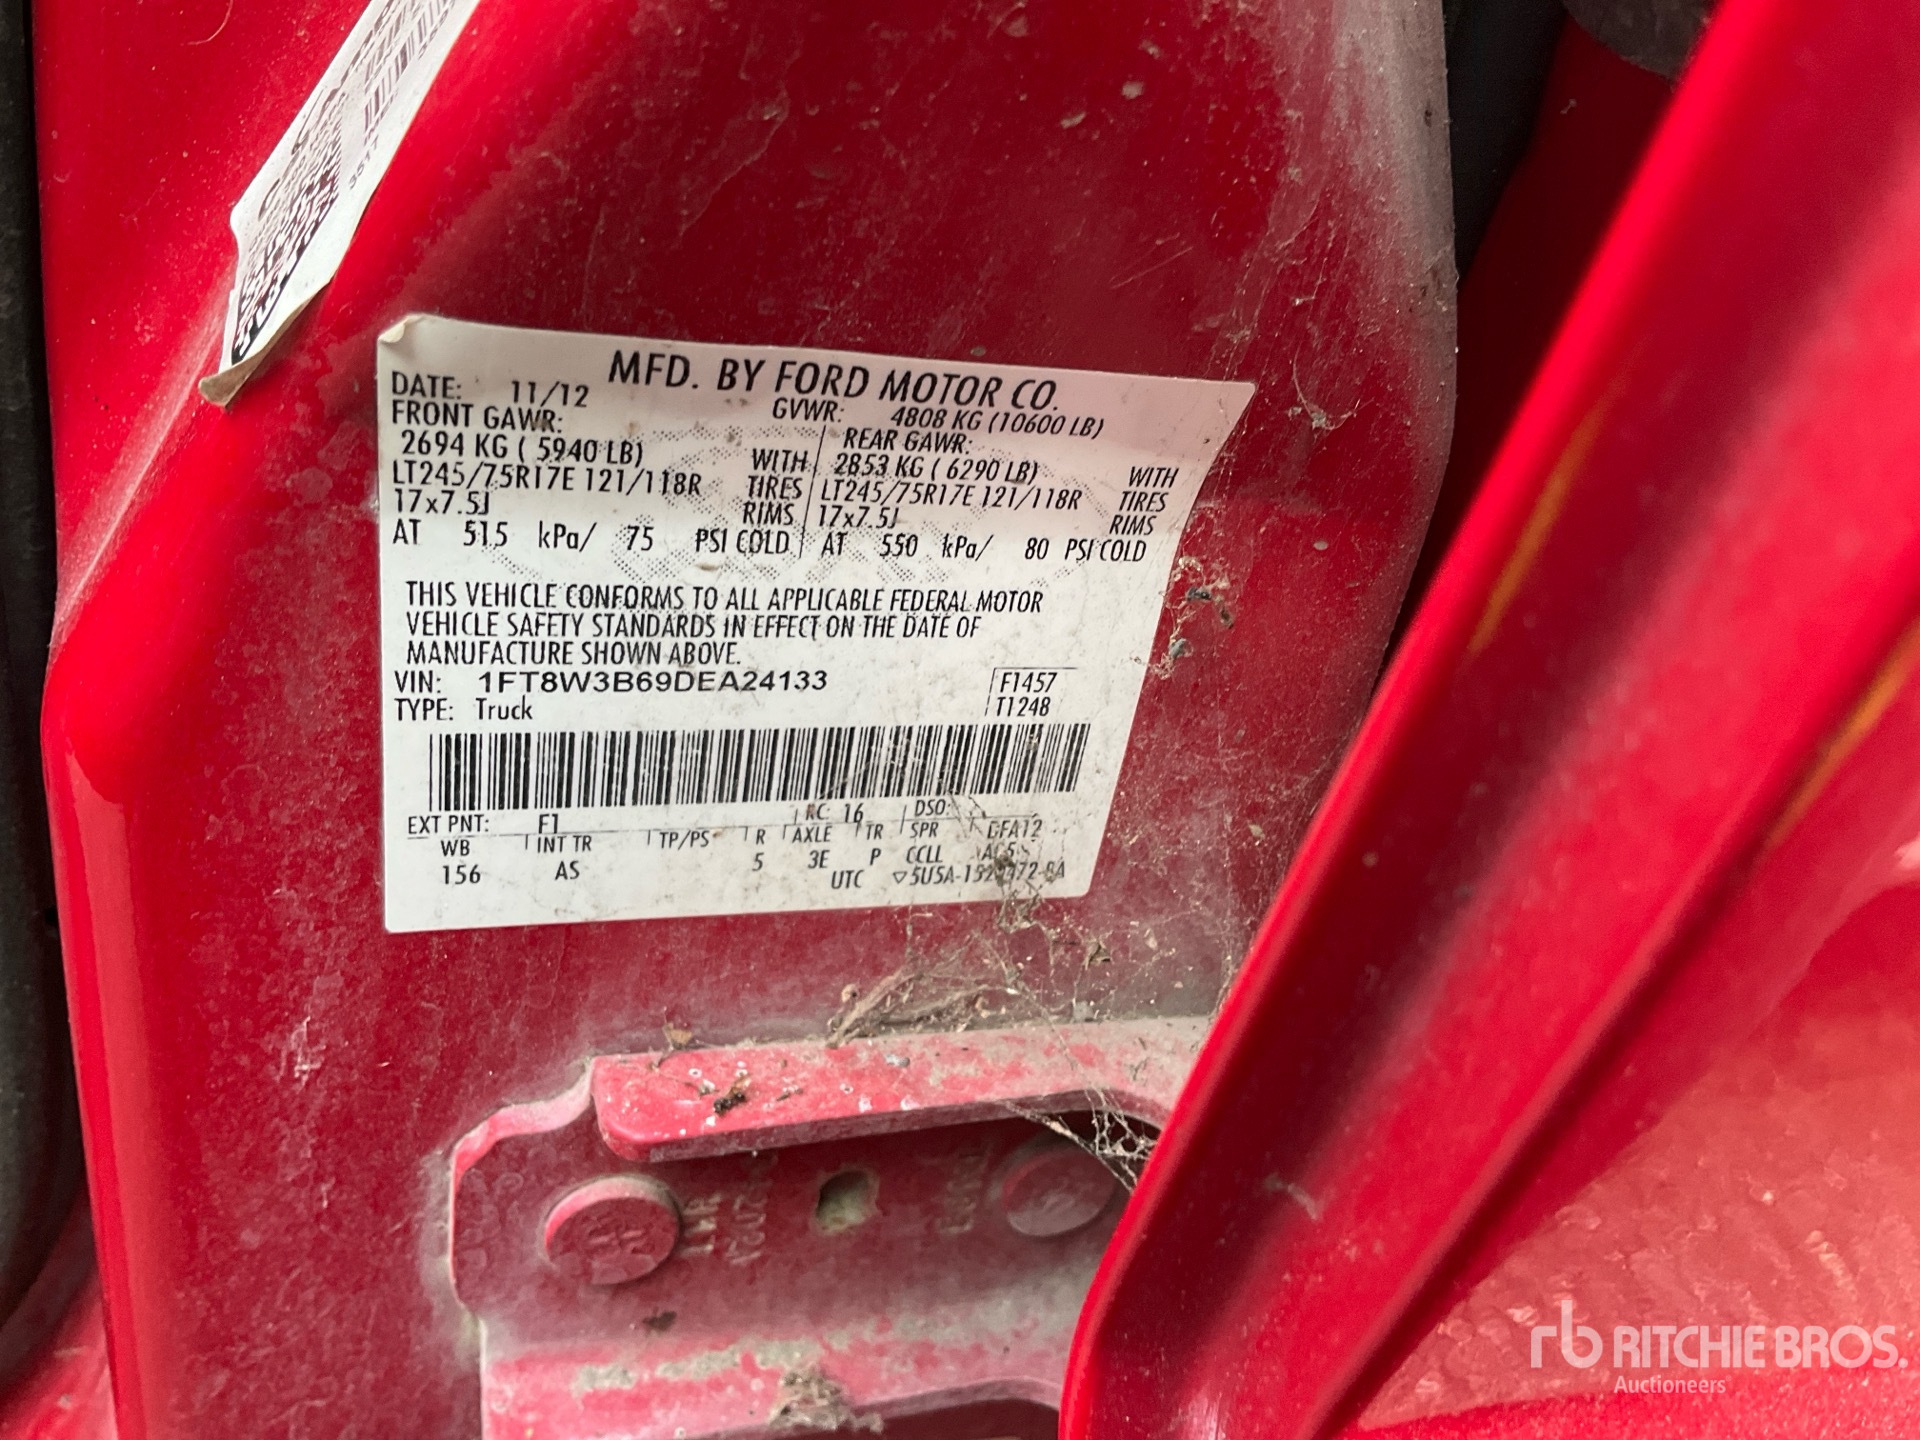 MFD. BY FORD MOTOR CO.
DATE: 11/12
GVWR: 4808 KG (10600 LB)
FRONT GAWR:
REAR GAWR:
2694 KG ( 5940 LB) WITH
2853 KG ( 6290 LB) WITH
LT245/75R17E 121/118R TIRES
LT245/75R17E 121/118R TIRES
17x7.5J RIMS
17x7.5J RIMS
AT 515 kPa/ 75 PSI COLD
AT 550 kPa/ 80 PSI COLD
THIS VEHICLE CONFORMS TO ALL APPLICABLE FEDERAL MOTOR
VEHICLE SAFETY STANDARDS IN EFFECT ON THE DATE OF
MANUFACTURE SHOWN ABOVE.
VIN: 1FT8W3B69DEA24133
F1457
TYPE: Truck
T1248
EXT PNT: F1 RC: 16 DSO:
WB INT TR TP/PS R AXLE TR SPR DFA12
156 AS 5 3E P CCLL
UTC
rb RITCHIE BROS.
Auctioneers